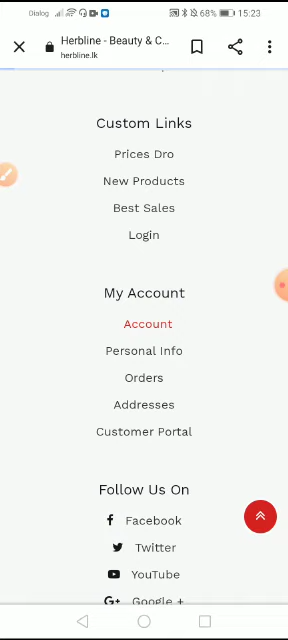 Dialog 68% 15:23
Herbline - Beauty & C...
herbline.lk
Custom Links
Prices Dro
New Products
Best Sales
Login
My Account
Account
Personal Info
Orders
Addresses
Customer Portal
Follow Us On
Facebook
Twitter
YouTube
Google +